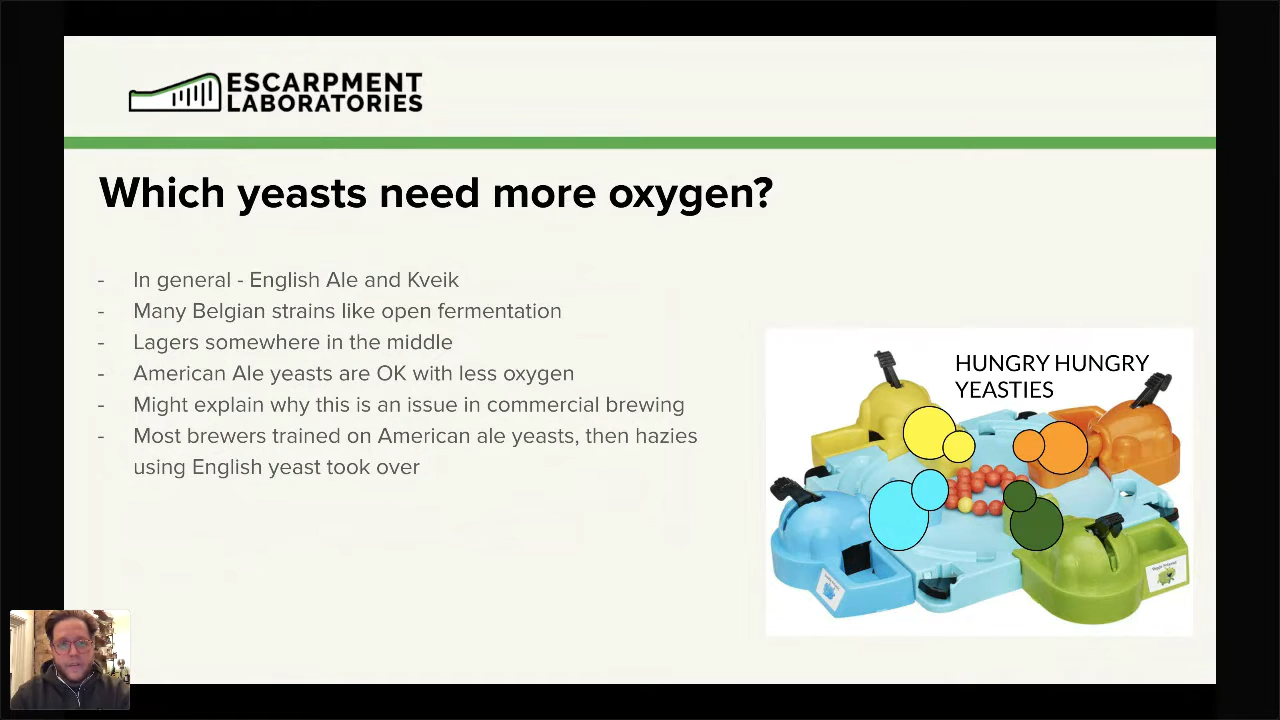 ESCARPMENT
LABORATORIES
Which yeasts need more oxygen?
- In general - English Ale and Kveik
- Many Belgian strains like open fermentation
- Lagers somewhere in the middle
- American Ale yeasts are OK with less oxygen
- Might explain why this is an issue in commercial brewing
- Most brewers trained on American ale yeasts, then hazies
using English yeast took over
HUNGRY HUNGRY
YEASTIES